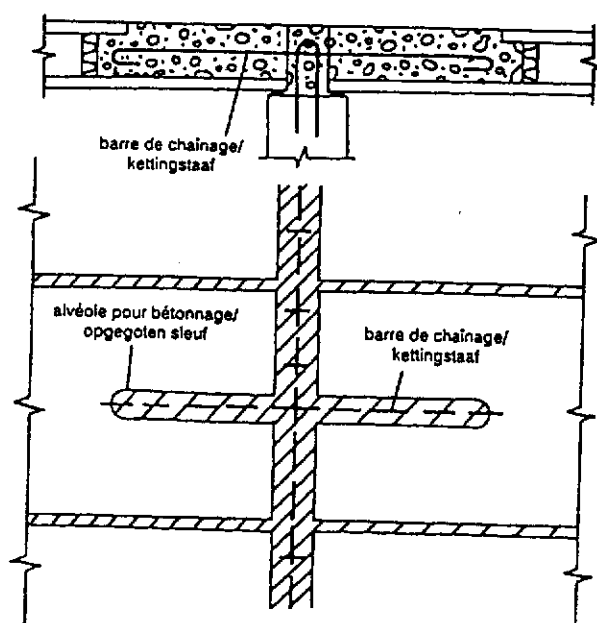 barre de chaînage/
kettingstaaf
alvéole pour bétonnage/
opgegoten sleuf
barre de chaînage/
kettingstaaf